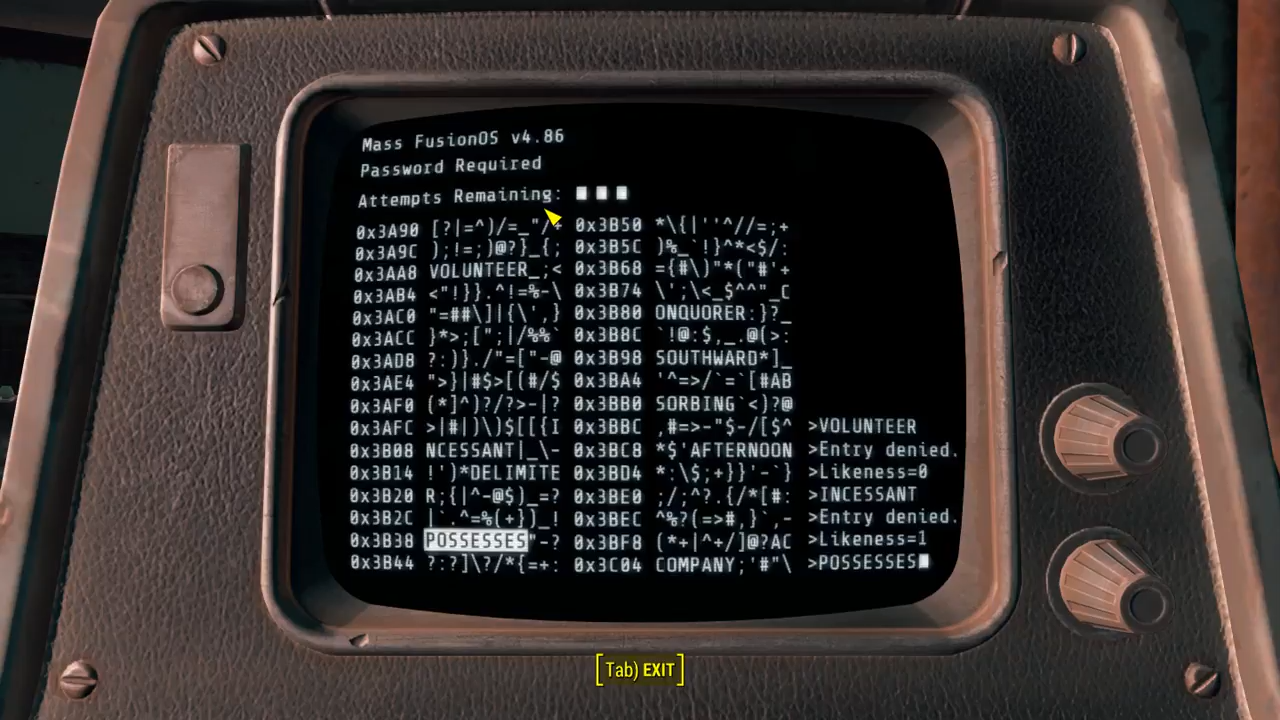 Mass FusionOS v4.86
Password Required
Attempts Remaining: ■ ■ ■
0x3A90 [?|=^)/=_"/+ 0x3B50 *\{|''^//=;+
0x3A9C );!=;)@?}_{; 0x3B5C )%_`!}^*<$/:
0x3AA8 VOLUNTEER_;< 0x3B68 ={#\)"*("#'+
0x3AB4 <"!}}.^!=%-\ 0x3B74 \';\<_$^^"_C
0x3AC0 "=##\]|{\',} 0x3B80 ONQUORER:}?_
0x3ACC }*>;[";|/%%` 0x3B8C `!@:$,_.@(>:
0x3AD8 ?:)}./"=["-@ 0x3B98 SOUTHWARD*]_
0x3AE4 ">}|#$>[(#/$ 0x3BA4 '^=>/`=`[#AB
0x3AF0 (*]^)?/?>-|? 0x3BB0 SORBING`<)?@
0x3AFC >|#|)\)$[[{I 0x3BBC ,#=>-"$-/[$^ >VOLUNTEER
0x3B08 NCESSANT|_\- 0x3BC8 *$'AFTERNOON >Entry denied.
0x3B14 !')*DELIMITE 0x3BD4 *:\$;+}}'-`} >Likeness=0
0x3B20 R;{|^-@$)_=? 0x3BE0 ;/;^?.{/*[#: >INCESSANT
0x3B2C |`.^=%(+})_! 0x3BEC ^%?(=>#,}`,- >Entry denied.
0x3B38 POSSESSES"-? 0x3BF8 (*+|^+/]@?AC >Likeness=1
0x3B44 ?:?]\?/*{=+: 0x3C04 COMPANY;'#"\ >POSSESSES■
[Tab) EXIT]